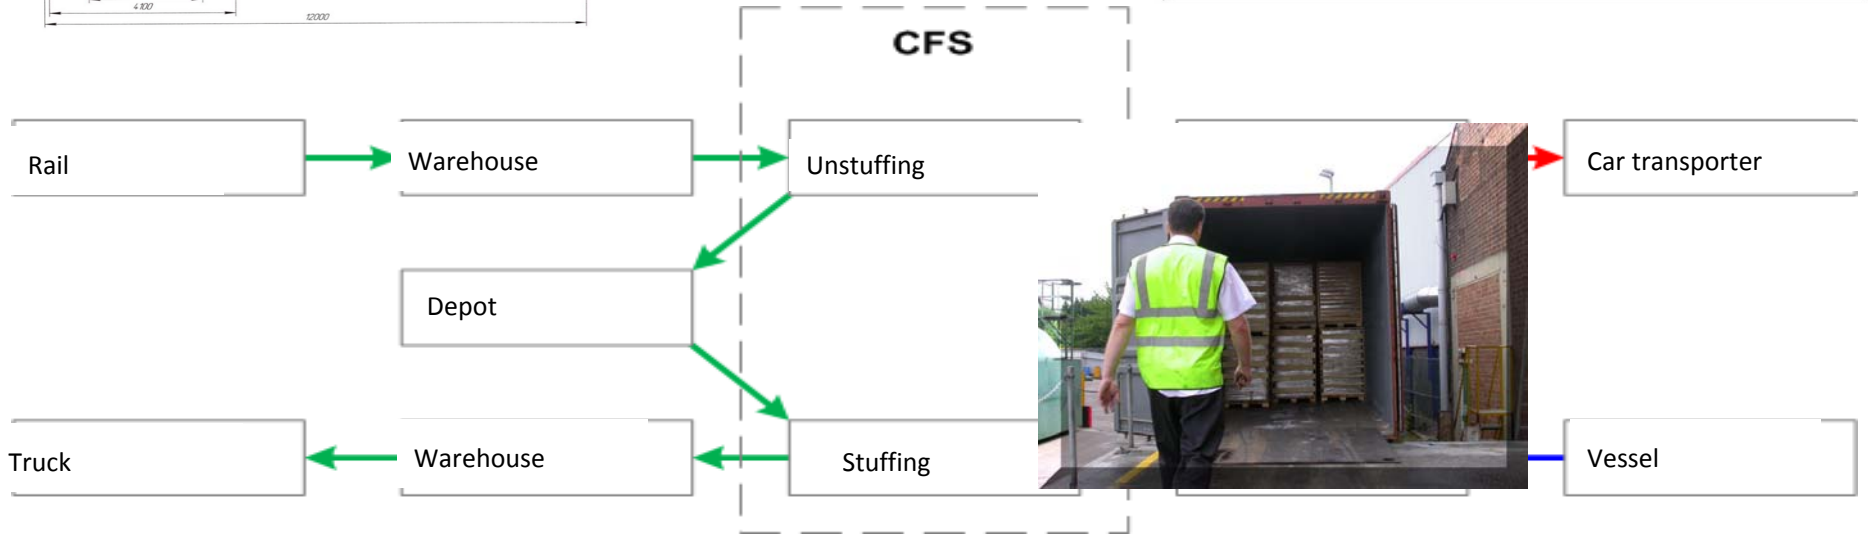 4100
12000
CFS
Rail
Warehouse
Unstuffing
Car transporter
Depot
Truck
Warehouse
Stuffing
Vessel